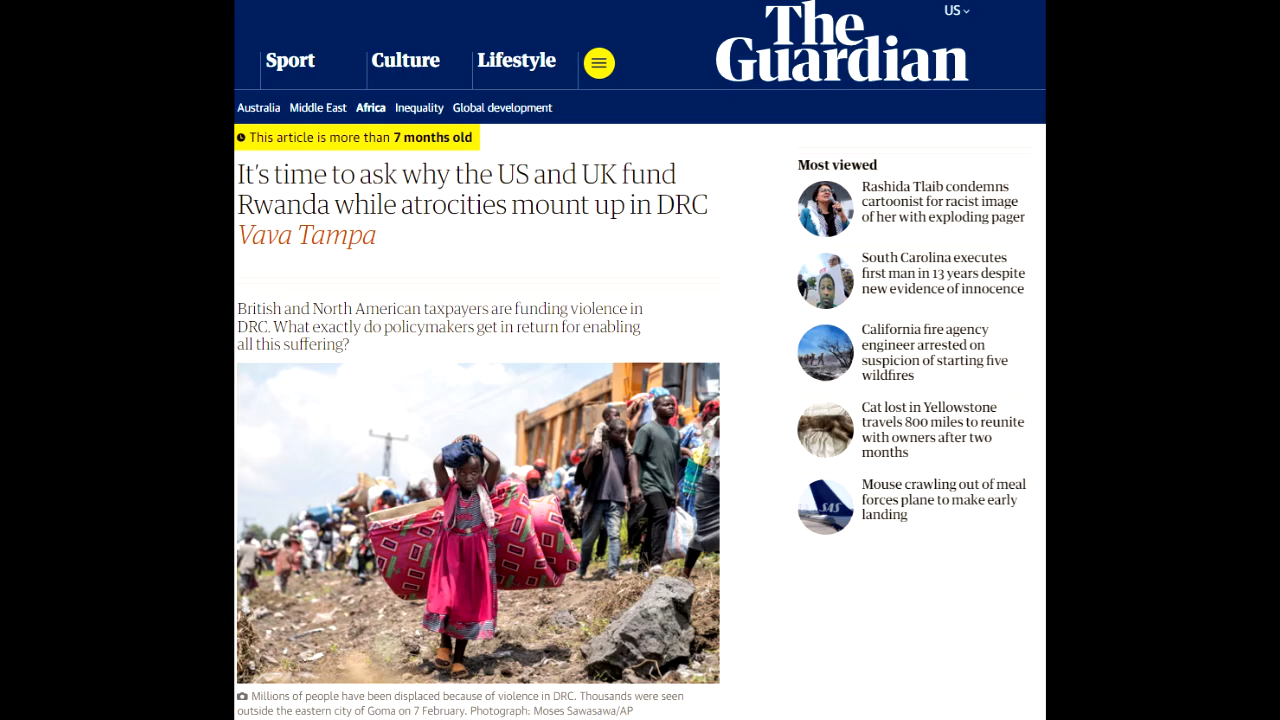 US
The
Guardian
Sport
Culture
Lifestyle
Australia Middle East Africa Inequality Global development
This article is more than 7 months old
It's time to ask why the US and UK fund
Rwanda while atrocities mount up in DRC
Vava Tampa
British and North American taxpayers are funding violence in
DRC. What exactly do policymakers get in return for enabling
all this suffering?
Millions of people have been displaced because of violence in DRC. Thousands were seen
outside the eastern city of Goma on 7 February. Photograph: Moses Sawasawa/AP
Most viewed
Rashida Tlaib condemns
cartoonist for racist image
of her with exploding pager
South Carolina executes
first man in 13 years despite
new evidence of innocence
California fire agency
engineer arrested on
suspicion of starting five
wildfires
Cat lost in Yellowstone
travels 800 miles to reunite
with owners after two
months
SAS
Mouse crawling out of meal
forces plane to make early
landing